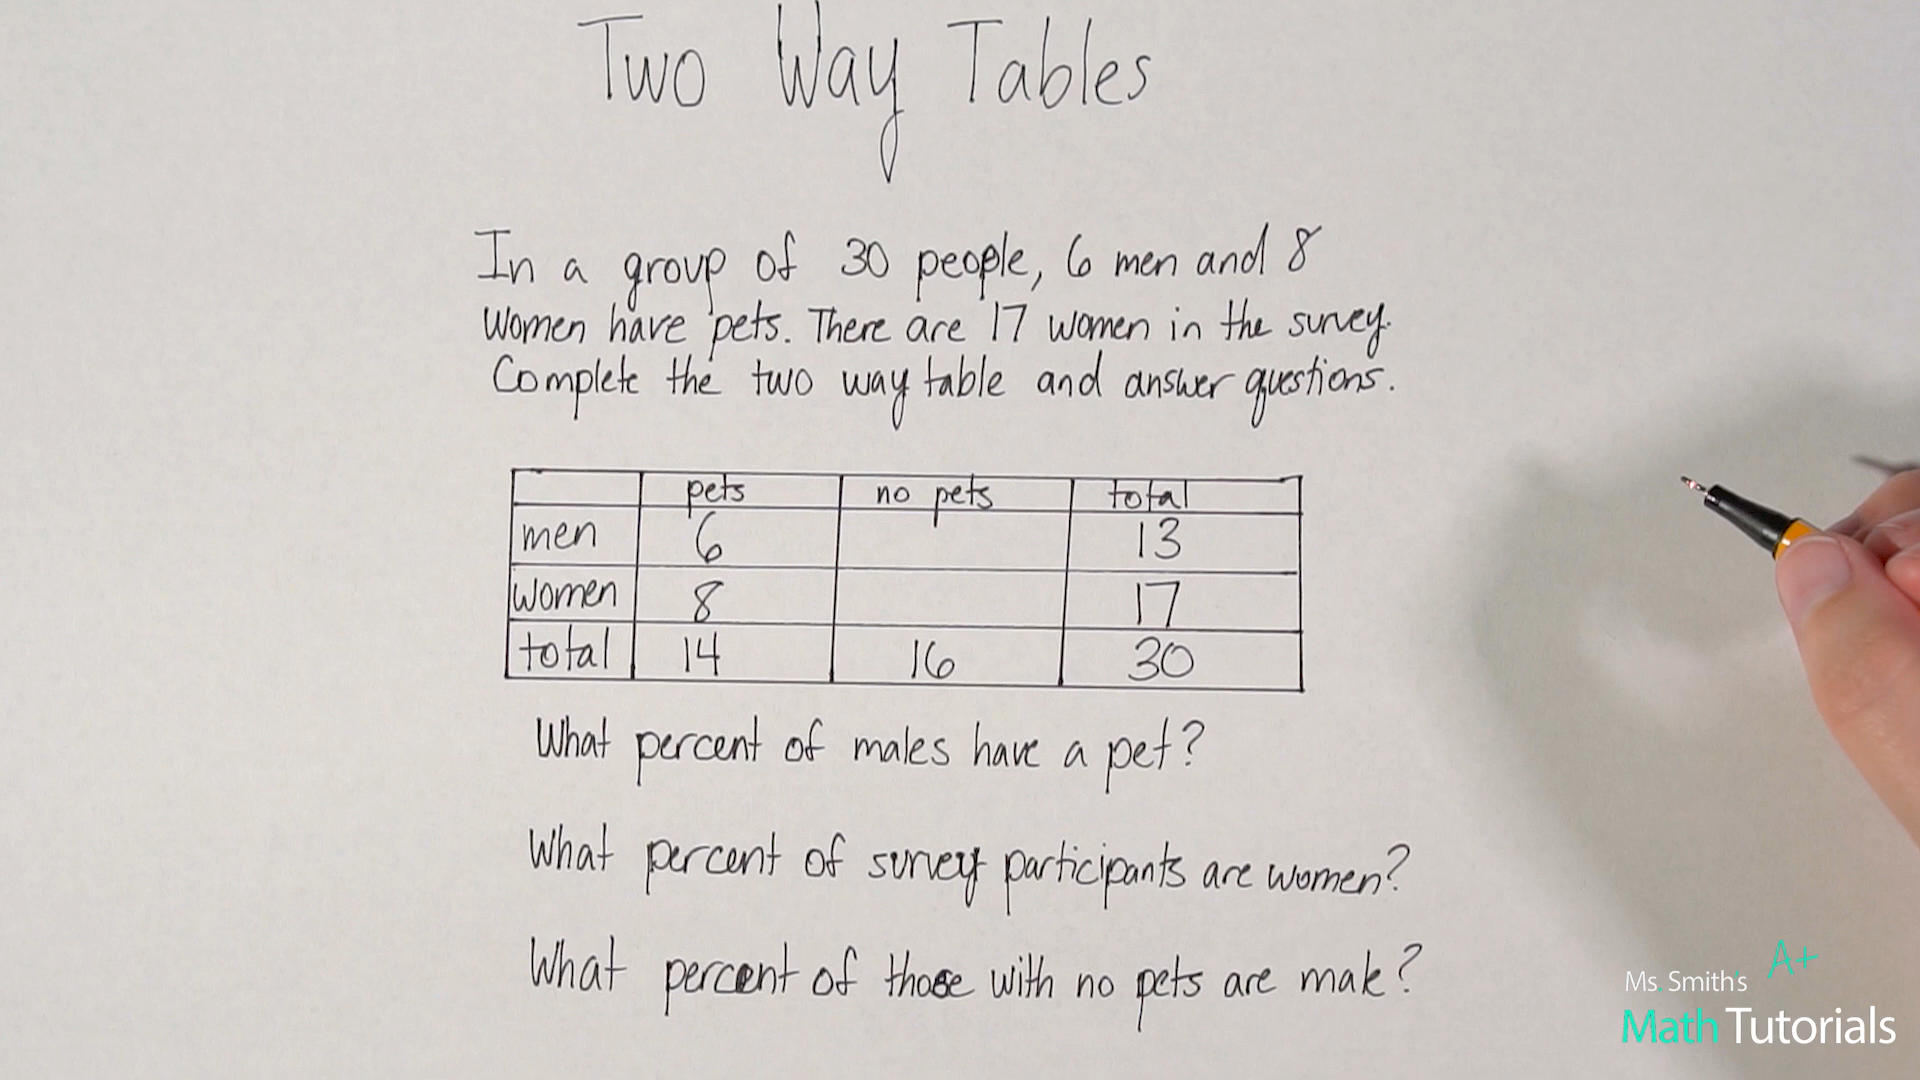 Two Way Tables
In a group of 30 people, 6 men and 8
women have pets. There are 17 women in the survey.
Complete the two way table and answer questions.
pets no pets total
men 6 13
women 8 17
total 14 16 30
What percent of males have a pet?
What percent of survey participants are women?
What percent of those with no pets are male?
A+
Ms. Smith's
Math Tutorials